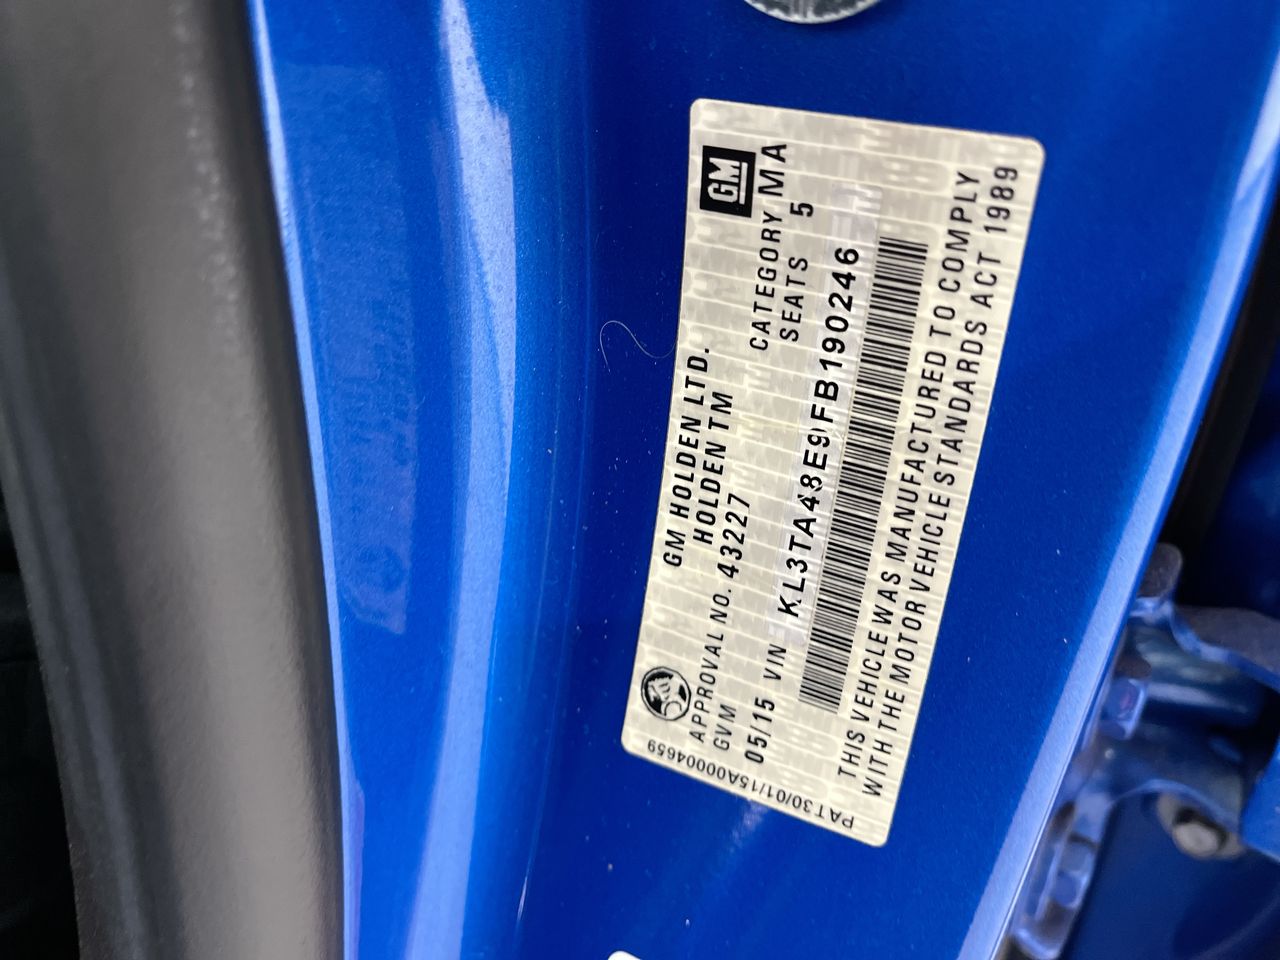 GM
GM HOLDEN LTD.
HOLDEN TM
APPROVAL NO. 43227
CATEGORY MA
GVM
SEATS 5
05/15 VIN KL3TA48E9FB190246
THIS VEHICLE WAS MANUFACTURED TO COMPLY
WITH THE MOTOR VEHICLE STANDARDS ACT 1989
PAT30/01/15A00004659